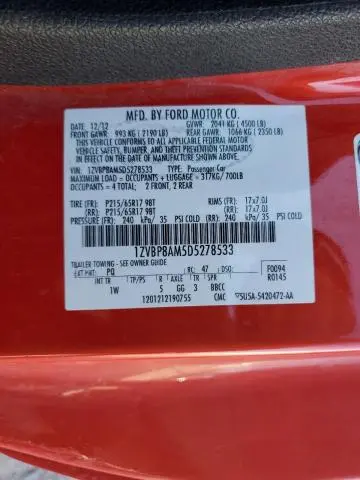 MFD. BY FORD MOTOR CO.
DATE: 12/12 GVWR: 2041 KG (4500 LB)
FRONT GAWR: 993 KG (2190 LB) REAR GAWR: 1066 KG (2350 LB)
THIS VEHICLE CONFORMS TO ALL APPLICABLE FEDERAL MOTOR
VEHICLE SAFETY, BUMPER, AND THEFT PREVENTION STANDARDS IN
EFFECT ON THE DATE OF MANUFACTURE SHOWN ABOVE.
VIN: 1ZVBP8AM5D5278533 TYPE: Passenger Car
MAXIMUM LOAD = OCCUPANTS + LUGGAGE = 317KG/700LB
OCCUPANTS = 4 TOTAL: 2 FRONT, 2 REAR
TIRE (FR): P215/65R17 98T RIMS (FR): 17x7.0J
(RR): P215/65R17 98T (RR): 17x7.0J
PRESSURE (FR): 240 kPa/ 35 PSI COLD (RR): 240 kPa/ 35 PSI COLD
1ZVBP8AM5D5278533
TRAILER TOWING - SEE OWNER GUIDE
EXT PNT: PQ RC: 47 DSO: F0094
R0145
INT TR TP/PS R AXLE TR SPR
1W 5 GG 3 BBCC
1201212190755 CMC 5U5A-5420472-AA